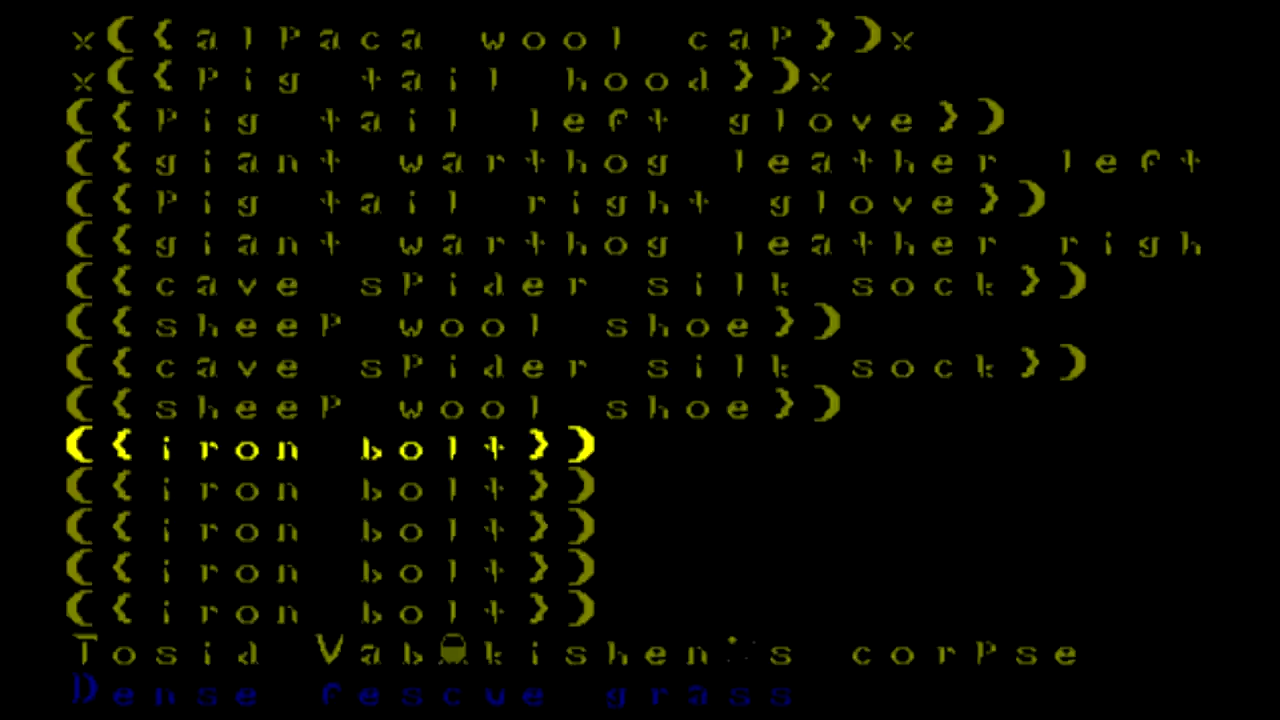 x({alpaca wool cap})x
x({pig tail hood})x
({pig tail left glove})
({giant warthog leather left
({pig tail right glove})
({giant warthog leather righ
({cave spider silk sock})
({sheep wool shoe})
({cave spider silk sock})
({sheep wool shoe})
({iron bolt})
({iron bolt})
({iron bolt})
({iron bolt})
({iron bolt})
Tosid corpse
Dense fescue grass